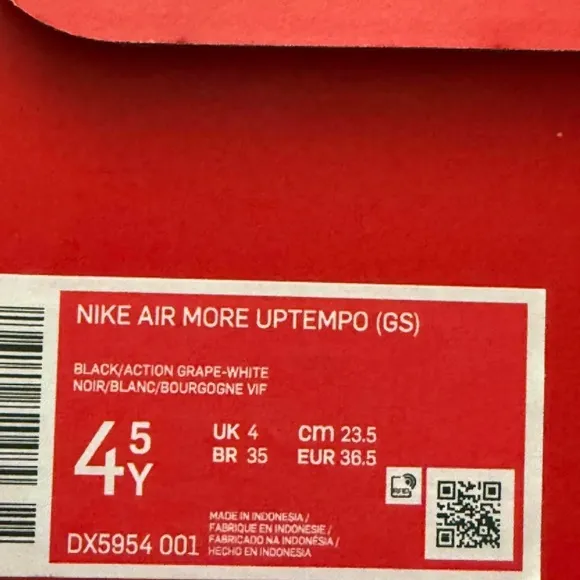 NIKE AIR MORE UPTEMPO (GS)
BLACK/ACTION GRAPE-WHITE
NOIR/BLANC/BOURGOGNE VIF
4 5 Y
UK 4 cm 23.5
BR 35 EUR 36.5
RFID
MADE IN INDONESIA /
FABRIQUE EN INDONESIE /
FABRICADO NA INDONÉSIA /
HECHO EN INDONESIA
DX5954 001